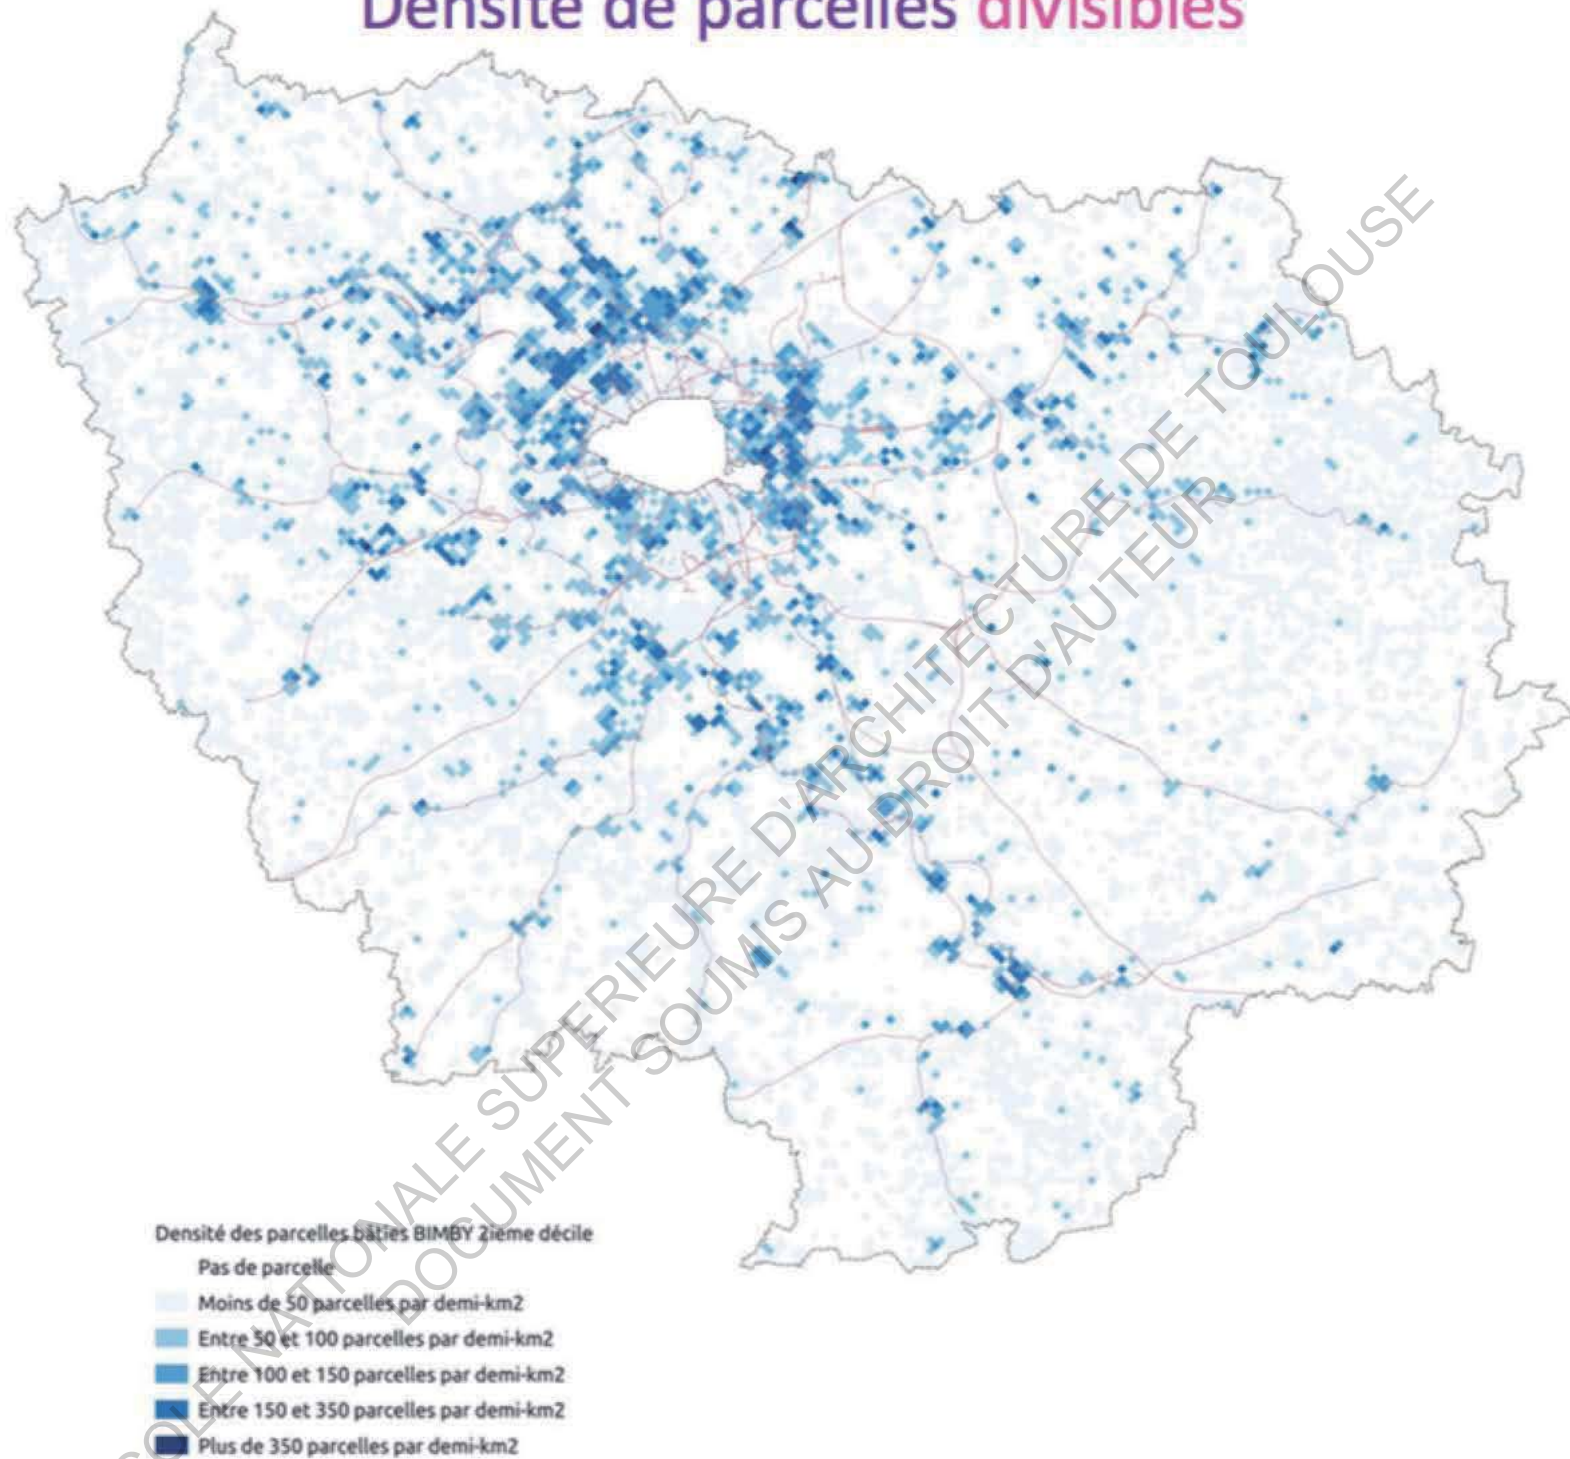 Densité de parcelles divisibles
Densité des parcelles bâties BIMBY 2ième décile
Pas de parcelle
Moins de 50 parcelles par demi-km2
Entre 50 et 100 parcelles par demi-km2
Entre 100 et 150 parcelles par demi-km2
Entre 150 et 350 parcelles par demi-km2
Plus de 350 parcelles par demi-km2
NATIONALE SUPERIEURE D'ARCHITECTURE DE TOULOUSE
DOCUMENT SOUMIS AU DROIT D'AUTEUR